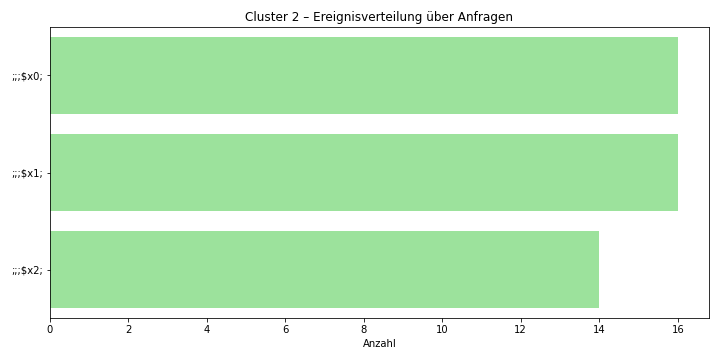 Cluster 2 – Ereignisverteilung über Anfragen
;;;$x0;
;;;$x1;
;;;$x2;
0 2 4 6 8 10 12 14 16
Anzahl